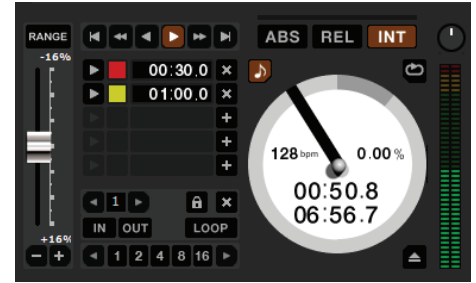 RANGE
ABS REL INT
-16%
00:30.0
01:00.0
128 bpm 0.00 %
00:50.8
06:56.7
1
IN OUT LOOP
+16%
1 2 4 8 16